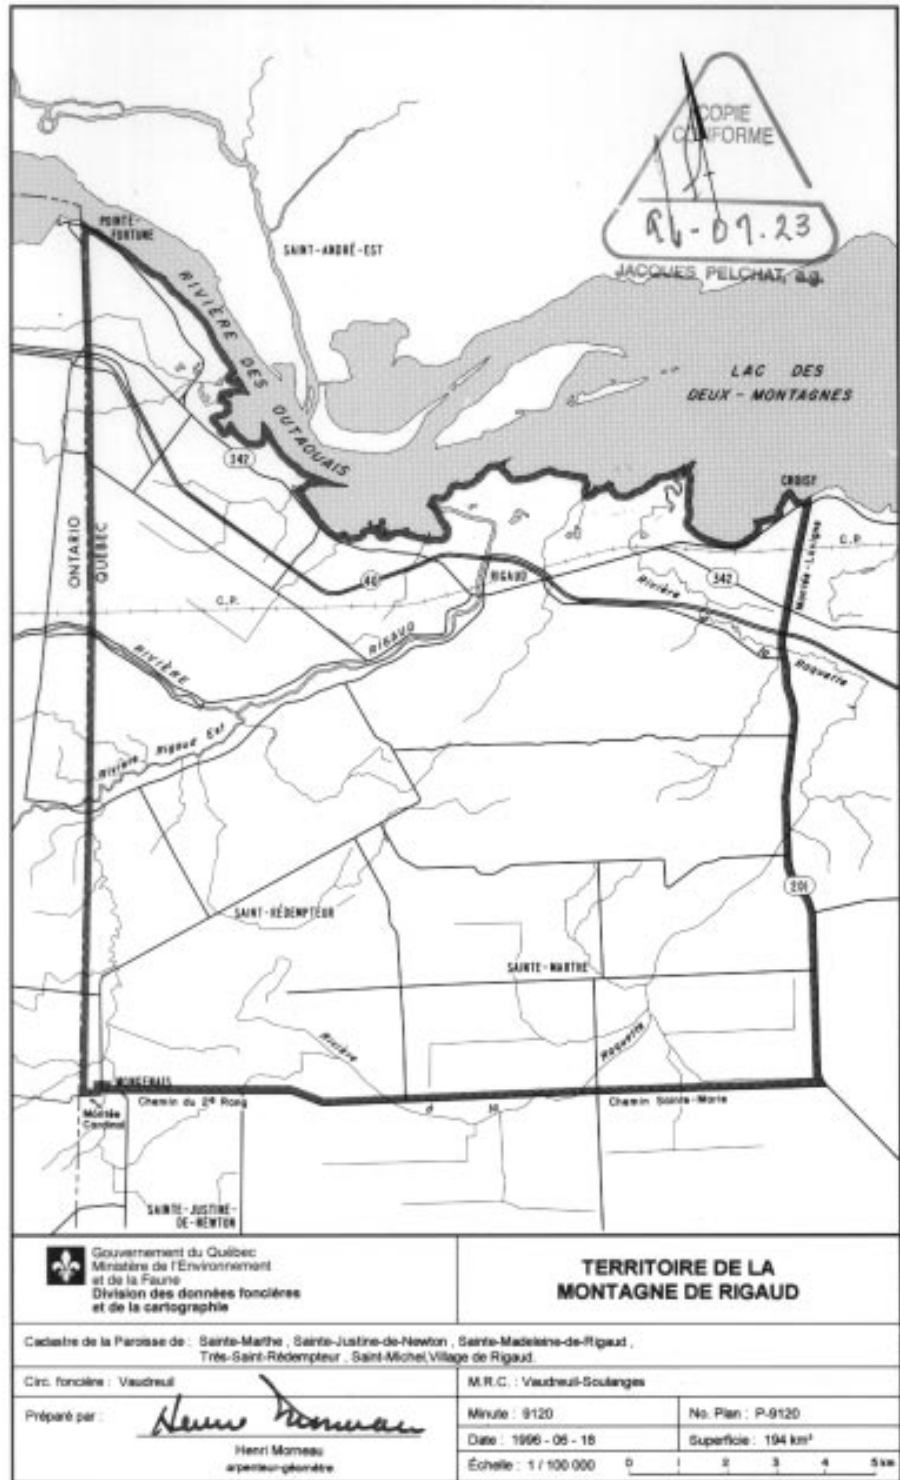 COPIE
CONFORME
JACQUES PELCHAT, a.g.
POINTE-
FORTUNE
SAINT-ANDRÉ-EST
RIVIÈRE DES OUTAOUAIS
LAC DES
DEUX-MONTAGNES
342
CHOISY
ONTARIO
QUÉBEC
C.P.
40
RIGAUD
Rivière
342
Montée-Lavigne
C.P.
RIVIÈRE
RIGAUD
Raquette
Rivière Rigaud Est
201
SAINT-RÉDEMPTEUR
SAINTE-MARTHE
Rivière
Raquette
MONGENAIS
Chemin du 2e Rang
Chemin Sainte-Marie
Montée
Cardinal
SAINTE-JUSTINE-
DE-NEWTON
Gouvernement du Québec
Ministère de l'Environnement
et de la Faune
Division des données foncières
et de la cartographie
TERRITOIRE DE LA
MONTAGNE DE RIGAUD
Cadastre de la Paroisse de : Sainte-Marthe , Sainte-Justine-de-Newton , Sainte-Madeleine-de-Rigaud ,
Très-Saint-Rédempteur , Saint-Michel,Village de Rigaud.
Circ. foncière : Vaudreuil
M.R.C. : Vaudreuil-Soulanges
Préparé par :
Henri Morneau
arpenteur-géomètre
Minute : 9120
No. Plan : P-9120
Date : 1996 - 06 - 18
Superficie : 194 km²
Échelle : 1 / 100 000
0 1 2 3 4 5 km